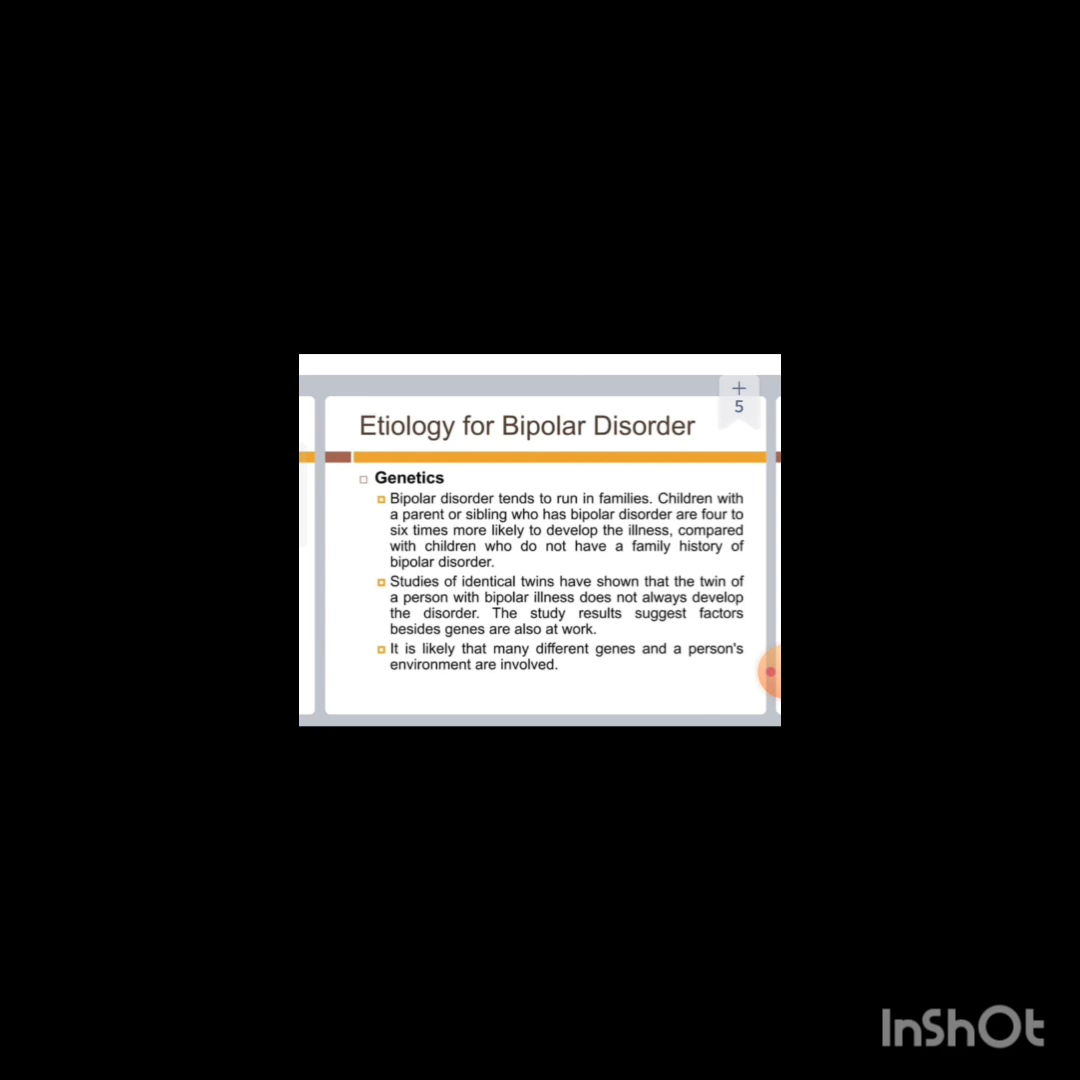 +
5
Etiology for Bipolar Disorder
Genetics
Bipolar disorder tends to run in families. Children with
a parent or sibling who has bipolar disorder are four to
six times more likely to develop the illness, compared
with children who do not have a family history of
bipolar disorder.
Studies of identical twins have shown that the twin of
a person with bipolar illness does not always develop
the disorder. The study results suggest factors
besides genes are also at work.
It is likely that many different genes and a person's
environment are involved.
InShOt